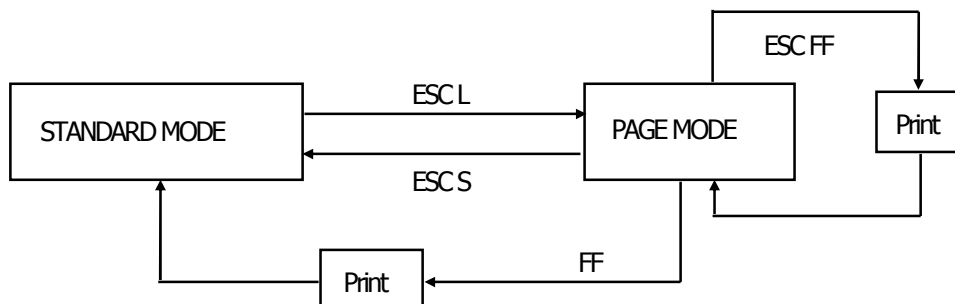 ESC FF
ESC L
STANDARD MODE
PAGE MODE
Print
ESC S
FF
Print